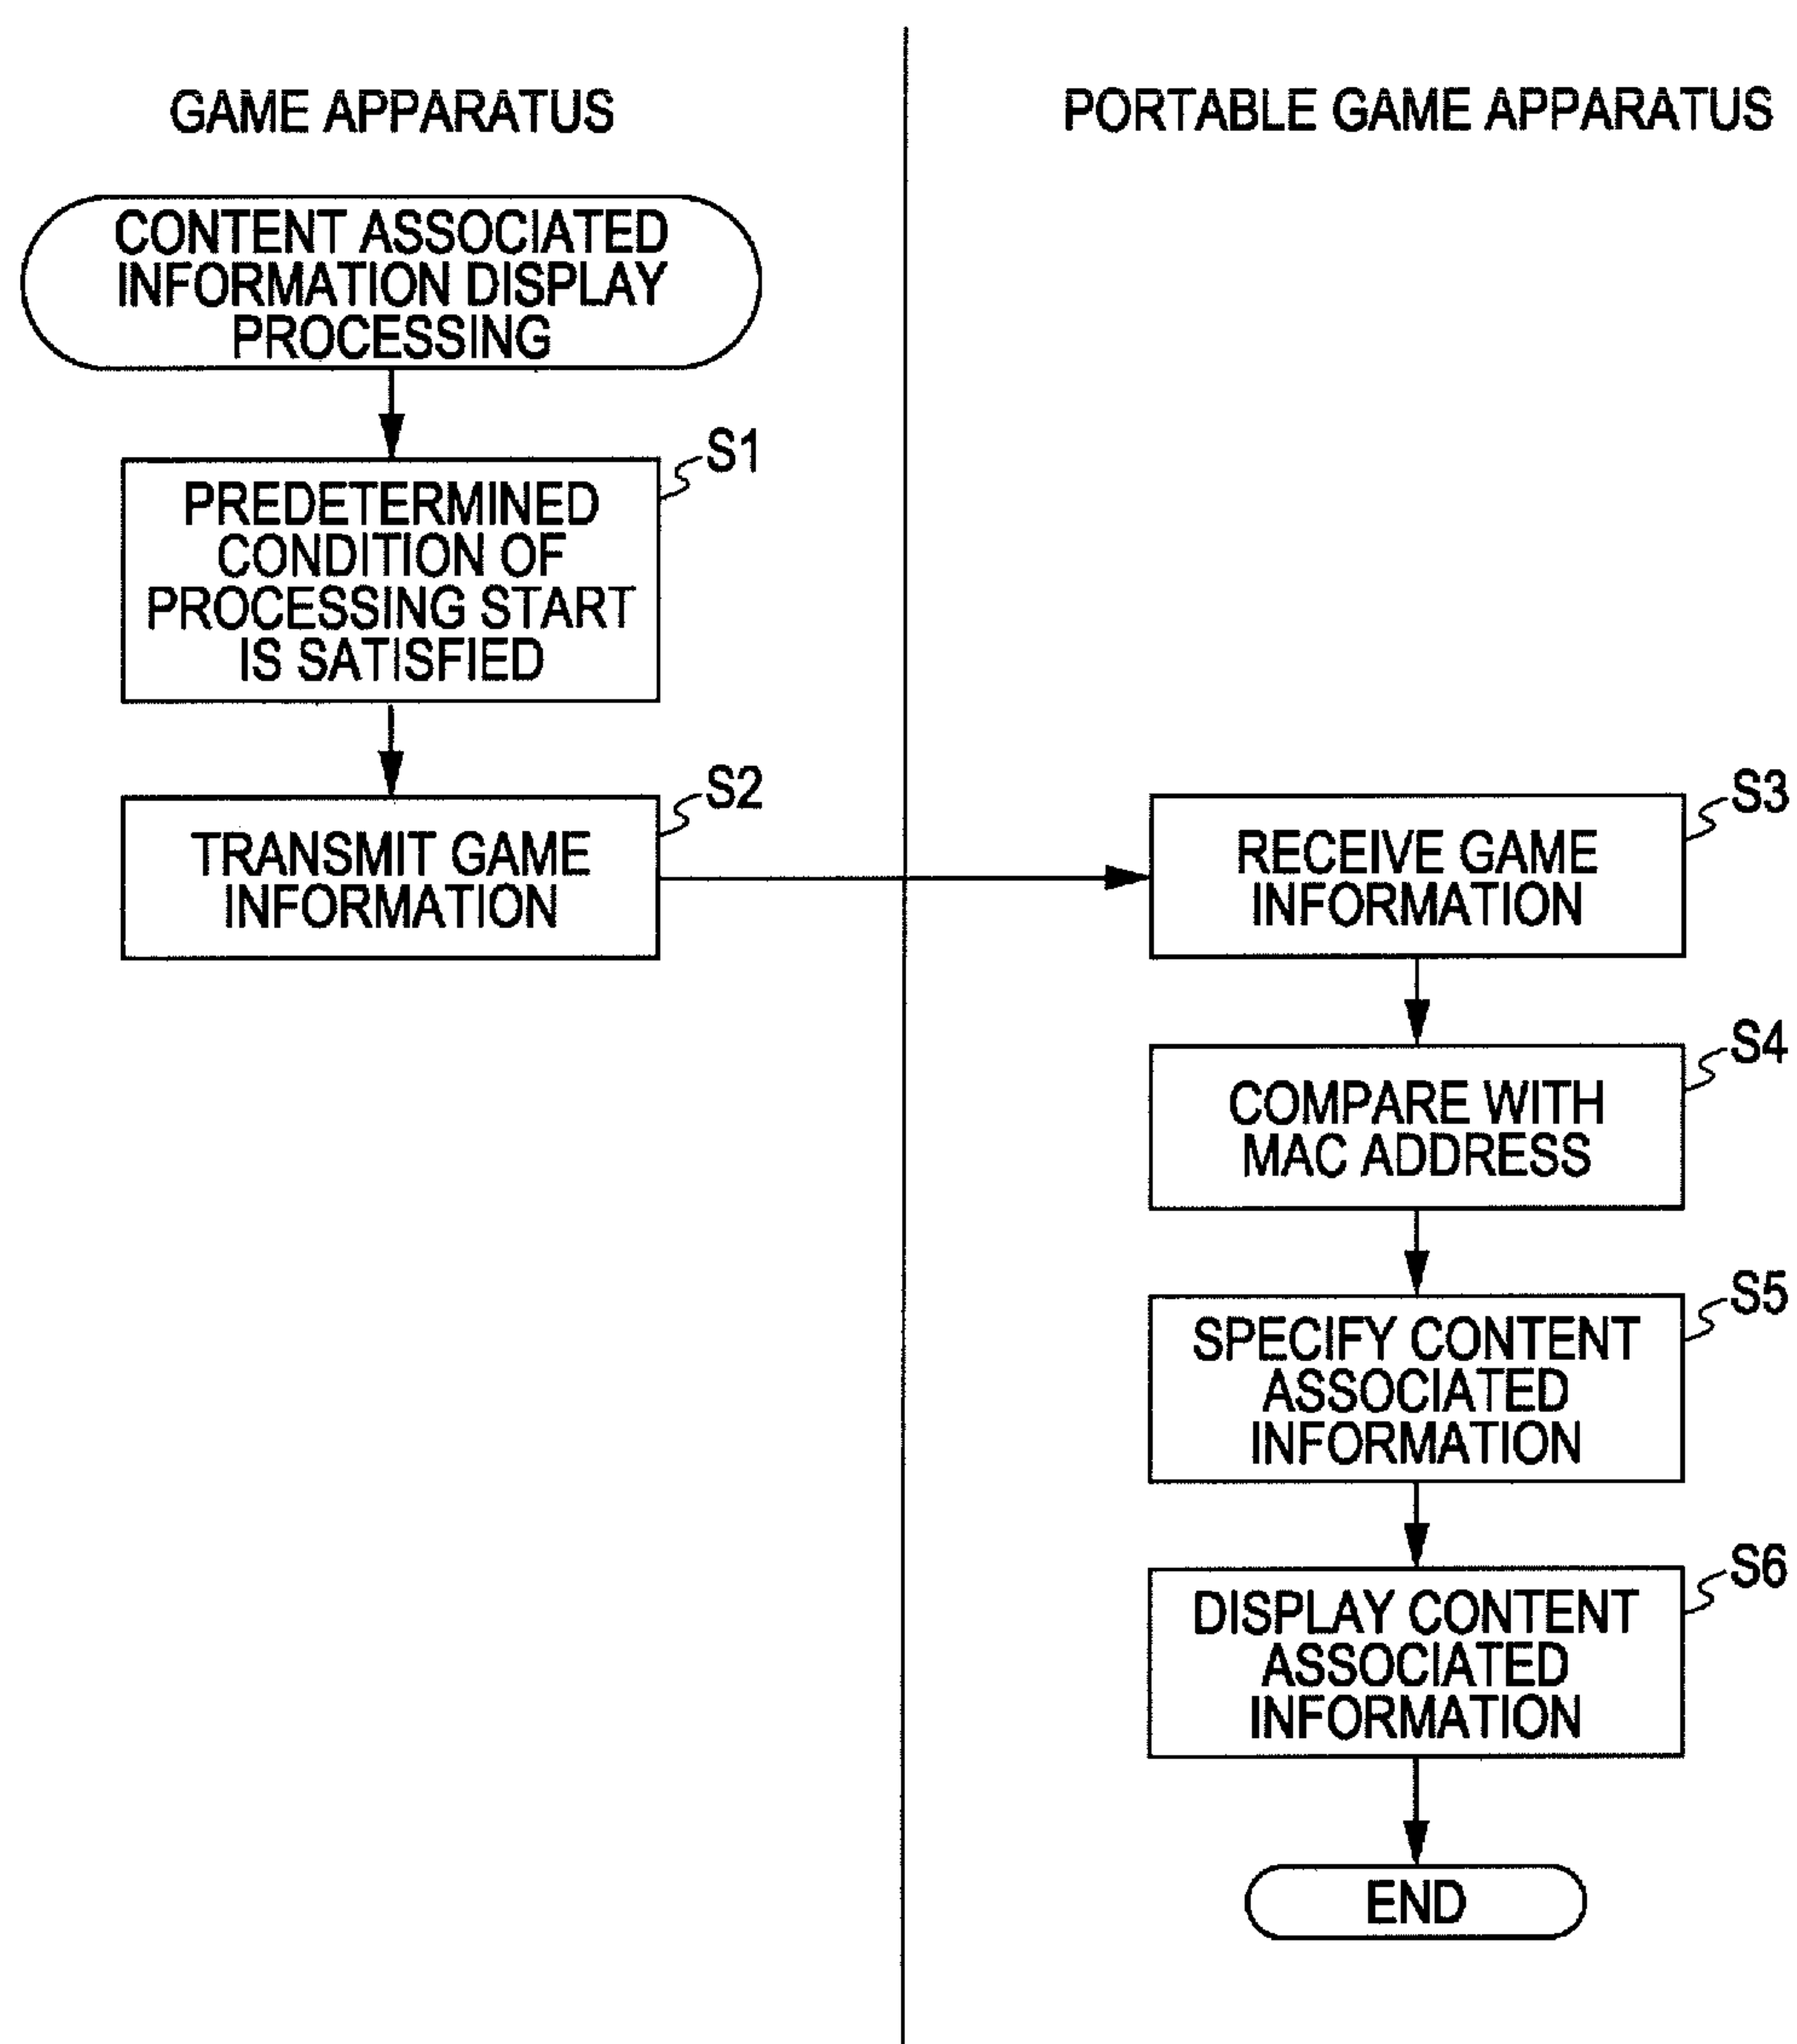 GAME APPARATUS
PORTABLE GAME APPARATUS
CONTENT ASSOCIATED
INFORMATION DISPLAY
PROCESSING
S1
PREDETERMINED
CONDITION OF
PROCESSING START
IS SATISFIED
S2
TRANSMIT GAME
INFORMATION
S3
RECEIVE GAME
INFORMATION
S4
COMPARE WITH
MAC ADDRESS
S5
SPECIFY CONTENT
ASSOCIATED
INFORMATION
S6
DISPLAY CONTENT
ASSOCIATED
INFORMATION
END